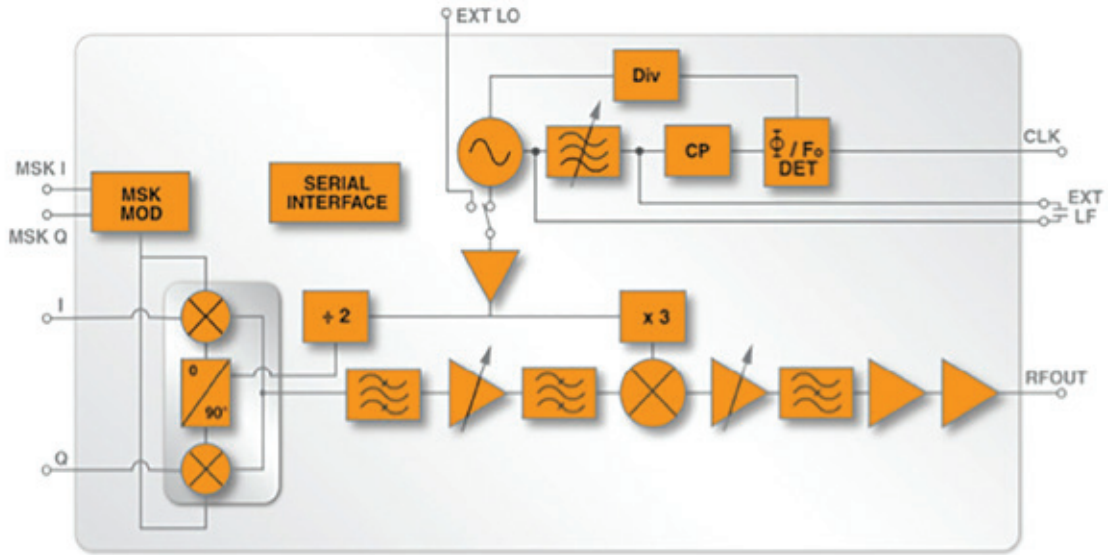 EXT LO
Div
CP
Φ / Fo
DET
CLK
EXT
LF
MSK I
MSK Q
MSK
MOD
SERIAL
INTERFACE
I
÷ 2
x 3
0
90°
RFOUT
Q